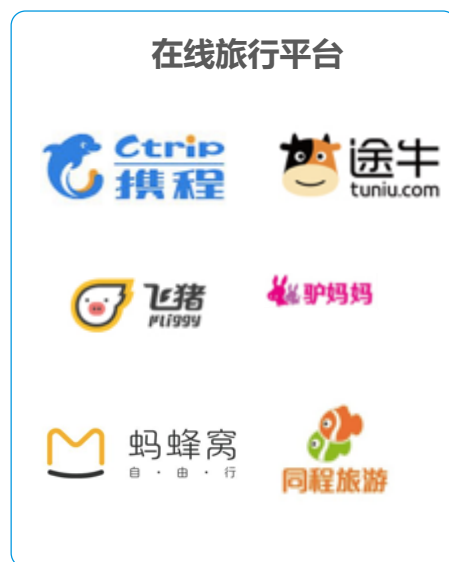 在线旅行平台
Ctrip
携程
途牛
tuniu.com
飞猪
Fliggy
驴妈妈
蚂蜂窝
自·由·行
同程旅游